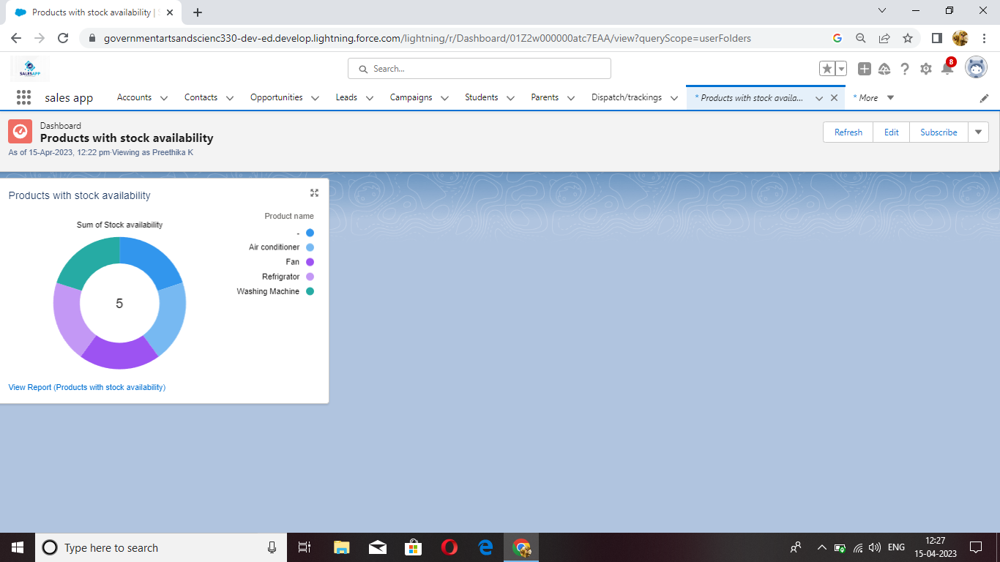 Products with stock availability |
governmentartsandscienc330-dev-ed.develop.lightning.force.com/lightning/r/Dashboard/01Z2w000000atc7EAA/view?queryScope=userFolders
SALESAPP
Search...
8
sales app
Accounts
Contacts
Opportunities
Leads
Campaigns
Students
Parents
Dispatch/trackings
* Products with stock availa...
* More
Dashboard
Products with stock availability
As of 15-Apr-2023, 12:22 pm·Viewing as Preethika K
Refresh
Edit
Subscribe
Products with stock availability
Sum of Stock availability
5
Product name
-
Air conditioner
Fan
Refrigrator
Washing Machine
View Report (Products with stock availability)
Type here to search
ENG
12:27
15-04-2023